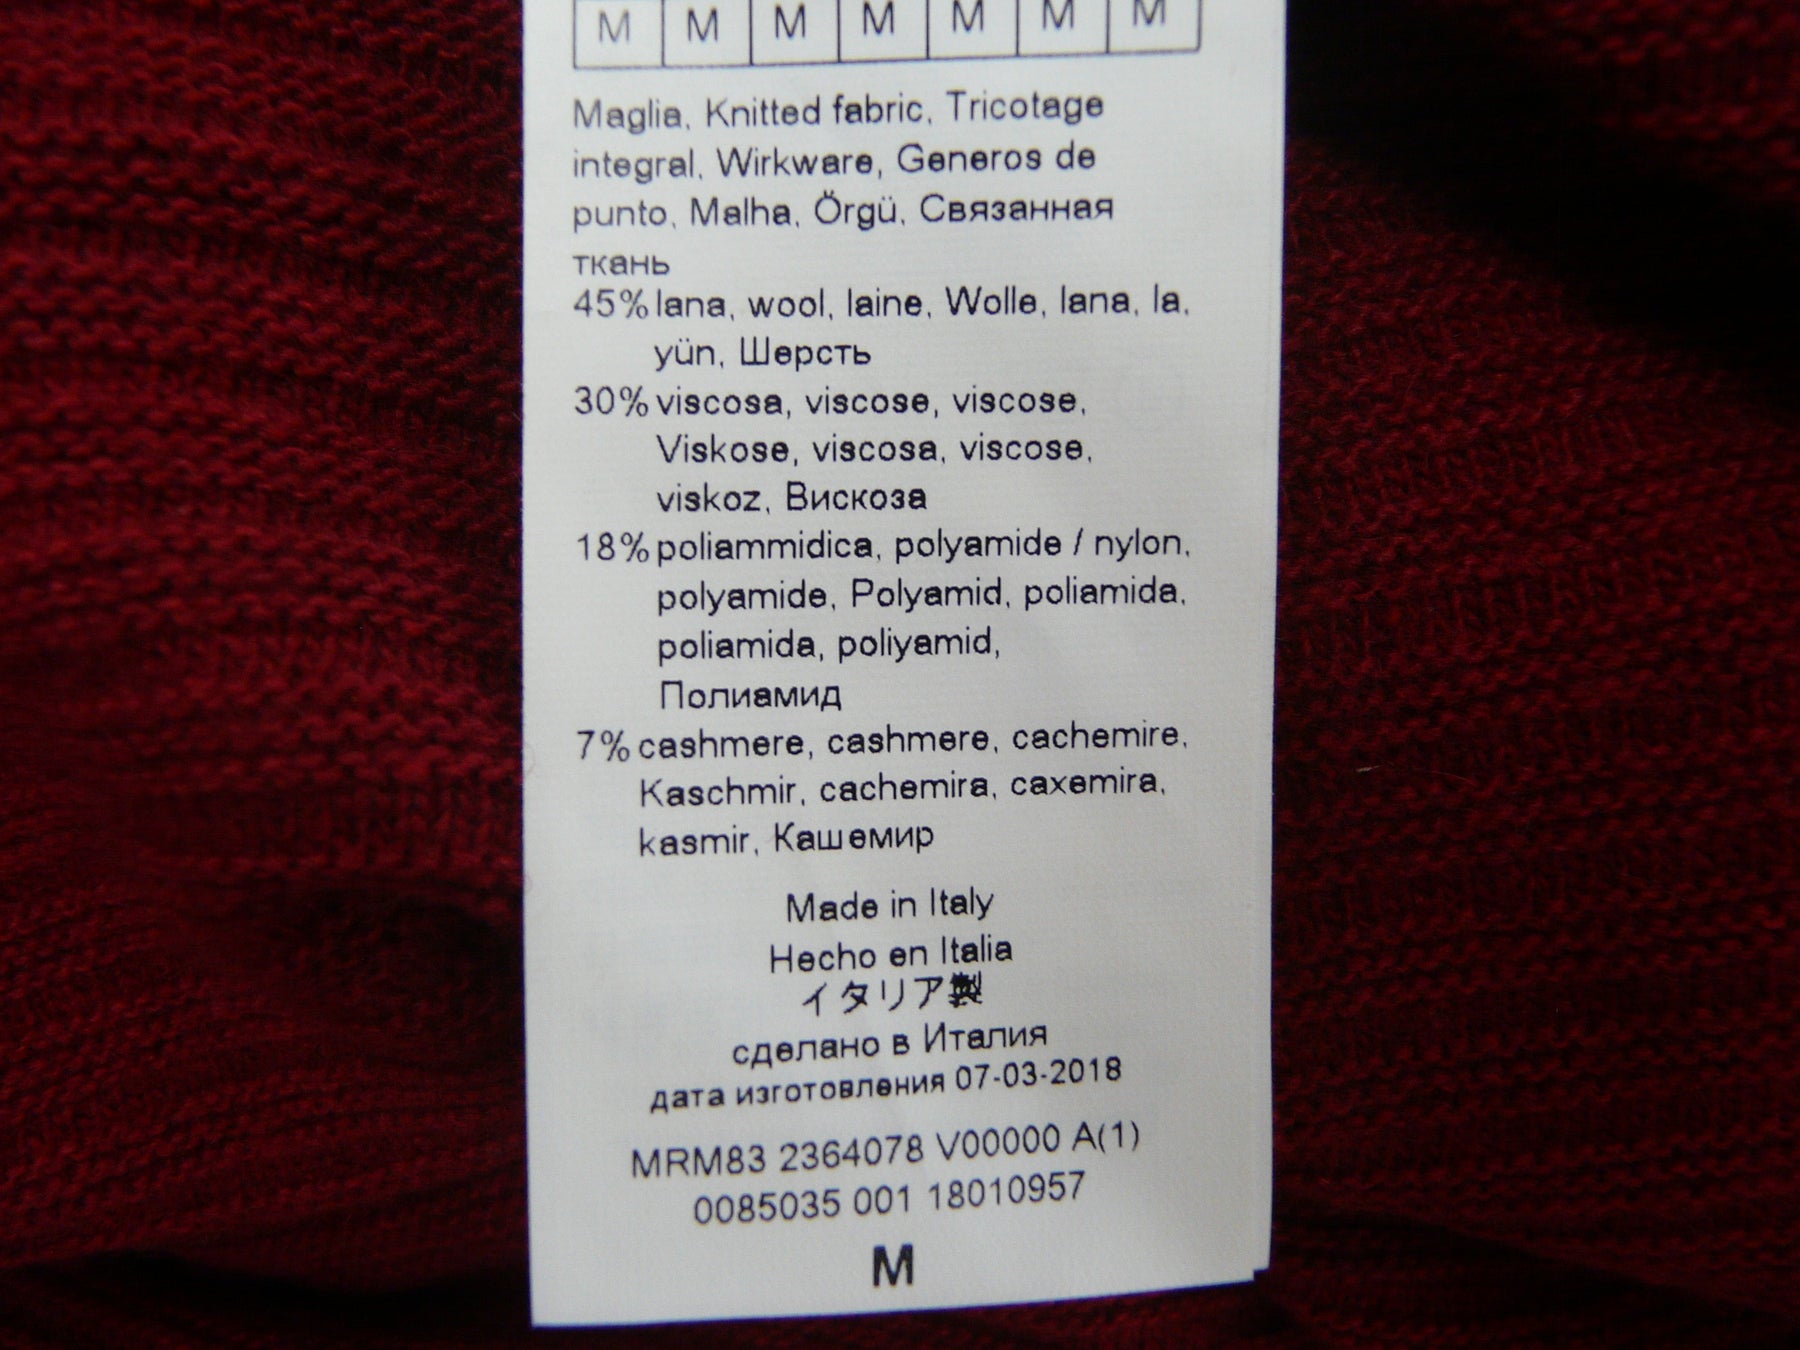 M M M M M M M
Maglia, Knitted fabric, Tricotage
integral, Wirkware, Generos de
punto, Malha, Örgü, Связанная
ткань
45% lana, wool, laine, Wolle, lana, la,
yün, Шерсть
30% viscosa, viscose, viscose,
Viskose, viscosa, viscose,
viskoz, Вискоза
18% poliammidica, polyamide / nylon,
polyamide, Polyamid, poliamida,
poliamida, poliyamid,
Полиамид
7% cashmere, cashmere, cachemire,
Kaschmir, cachemira, caxemira,
kasmir, Кашемир
Made in Italy
Hecho en Italia
イタリア製
сделано в Италия
дата изготовления 07-03-2018
MRM83 2364078 V00000 A(1)
0085035 001 18010957
M